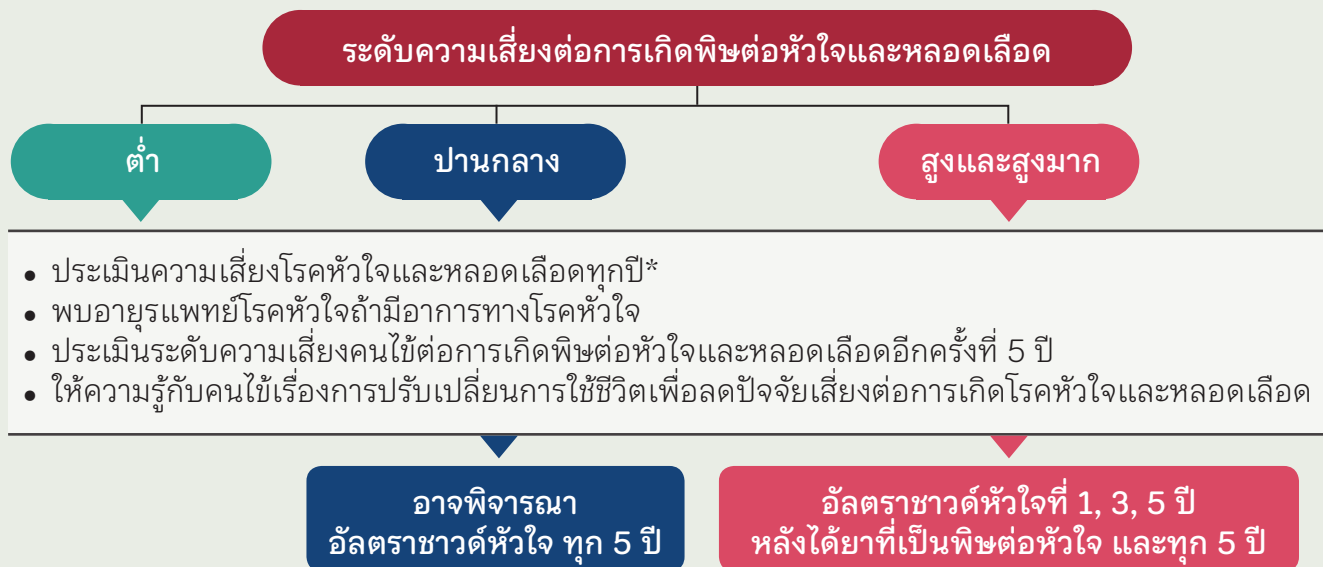 ระดับความเสี่ยงต่อการเกิดพิษต่อหัวใจและหลอดเลือด
ต่ำ
ปานกลาง
สูงและสูงมาก
• ประเมินความเสี่ยงโรคหัวใจและหลอดเลือดทุกปี*
• พบอายุรแพทย์โรคหัวใจถ้ามีอาการทางโรคหัวใจ
• ประเมินระดับความเสี่ยงคนไข้ต่อการเกิดพิษต่อหัวใจและหลอดเลือดอีกครั้งที่ 5 ปี
• ให้ความรู้กับคนไข้เรื่องการปรับเปลี่ยนการใช้ชีวิตเพื่อลดปัจจัยเสี่ยงต่อการเกิดโรคหัวใจและหลอดเลือด
อาจพิจารณา
อัลตราซาวด์หัวใจ ทุก 5 ปี
อัลตราซาวด์หัวใจที่ 1, 3, 5 ปี
หลังได้ยาที่เป็นพิษต่อหัวใจ และทุก 5 ปี